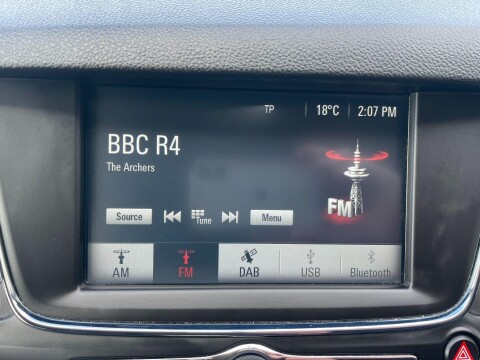 TP 18°C 2:07 PM
BBC R4
The Archers
FM
Source Tune Menu
AM FM DAB USB Bluetooth